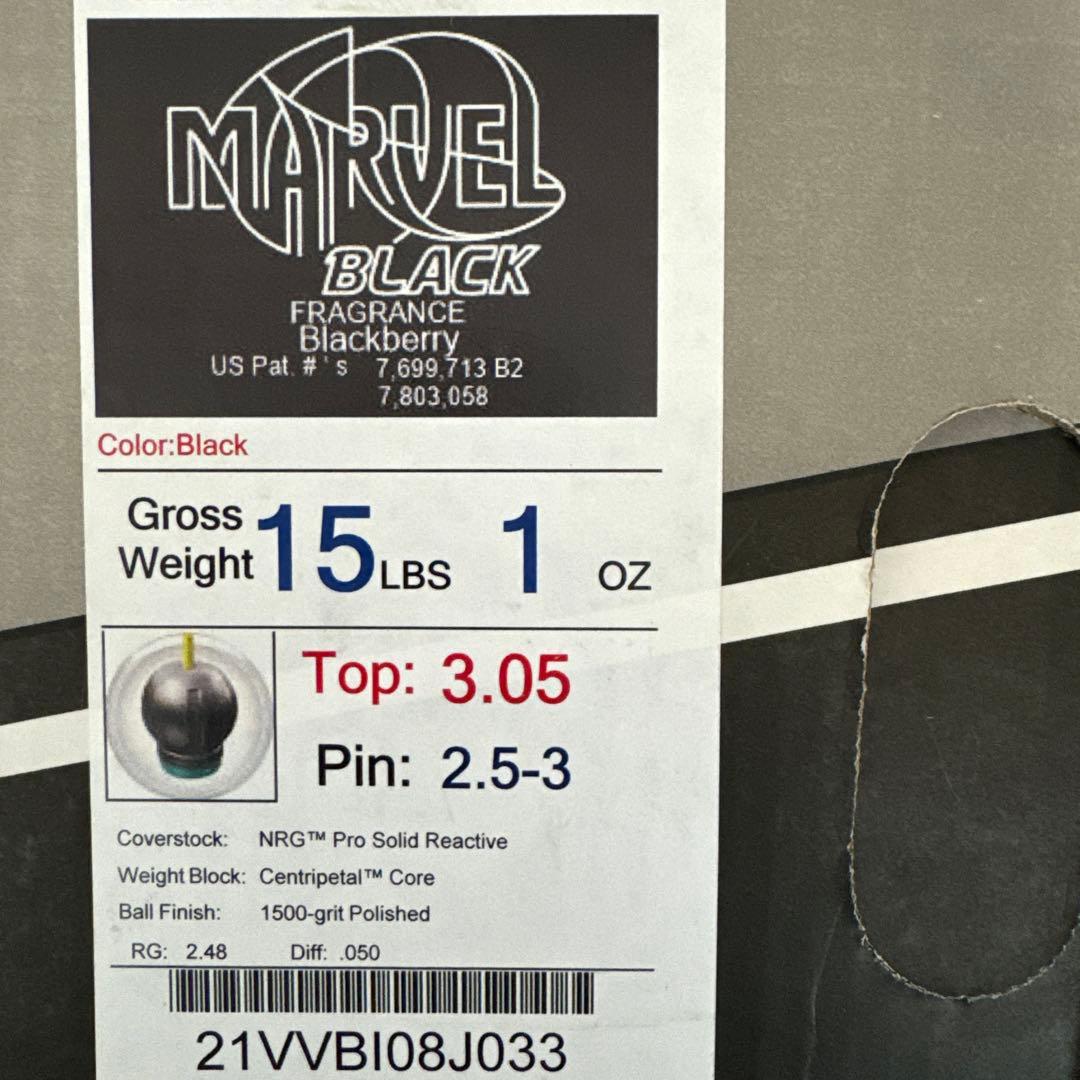 MARVEL
BLACK
FRAGRANCE
Blackberry
US Pat. # ' s 7,699,713 B2
7,803,058
Color:Black
Gross Weight 15 LBS 1 OZ
Top: 3.05
Pin: 2.5-3
Coverstock: NRG™ Pro Solid Reactive
Weight Block: Centripetal™ Core
Ball Finish: 1500-grit Polished
RG: 2.48 Diff: .050
21VVBI08J033